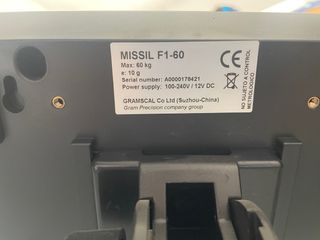 MISSIL F1-60
Max: 60 kg
e: 10 g
Serial number: A0000178421
Power supply: 100-240V / 12V DC
GRAMSCAL Co Ltd (Suzhou-China)
Gram Precision company group
CE
NO SUJETO A CONTROL
METROLÓGICO